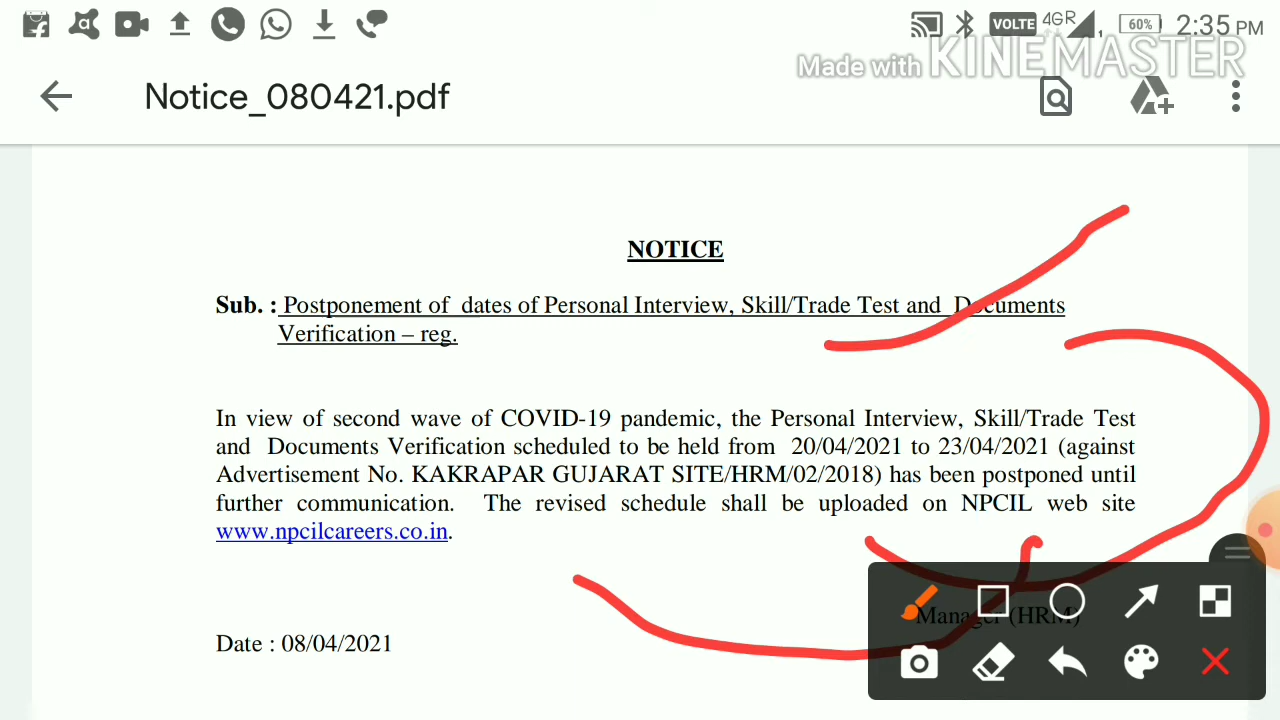 VOLTE 4GR 1 60% 2:35 PM
Made with KINEMASTER
Notice_080421.pdf
NOTICE
Sub. : Postponement of dates of Personal Interview, Skill/Trade Test and Documents
Verification – reg.
In view of second wave of COVID-19 pandemic, the Personal Interview, Skill/Trade Test
and Documents Verification scheduled to be held from 20/04/2021 to 23/04/2021 (against
Advertisement No. KAKRAPAR GUJARAT SITE/HRM/02/2018) has been postponed until
further communication. The revised schedule shall be uploaded on NPCIL web site
www.npcilcareers.co.in.
Manager (HRM)
Date : 08/04/2021